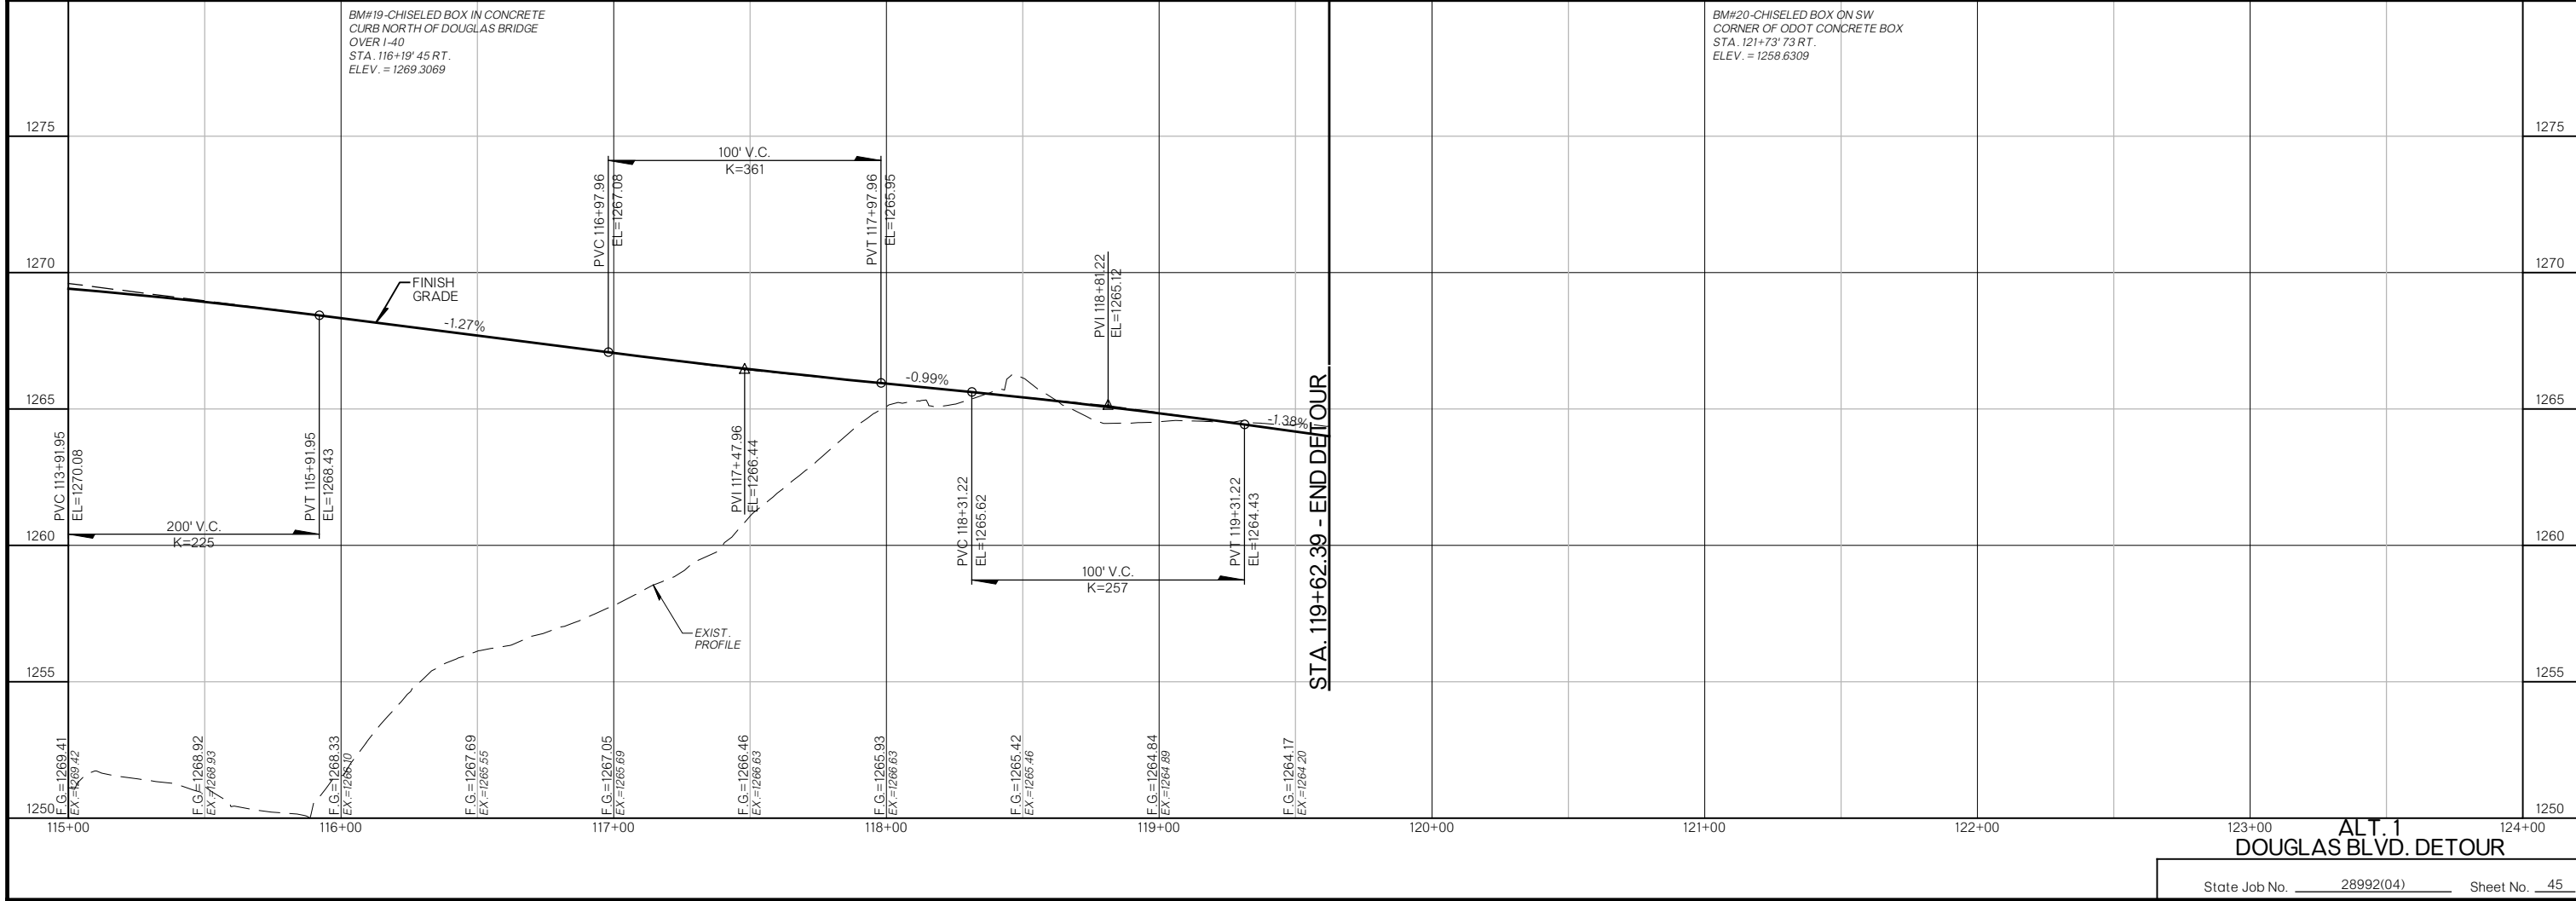 BM#19-CHISELED BOX IN CONCRETE
CURB NORTH OF DOUGLAS BRIDGE
OVER I-40
STA. 116+19' 45 RT.
ELEV. = 1269.3069
BM#20-CHISELED BOX ON SW
CORNER OF ODOT CONCRETE BOX
STA. 121+73' 73 RT.
ELEV. = 1258.6309
1275
1275
100' V.C.
K=361
PVC 116+97.96
EL=1267.08
PVT 117+97.96
EL=1265.95
1270
1270
FINISH
GRADE
PVI 118+81.22
EL=1265.12
-1.27%
-0.99%
1265
1265
-1.38%
PVC 113+91.95
EL=1270.08
PVT 115+91.95
EL=1268.43
PVI 117+47.96
EL=1266.44
PVC 118+31.22
EL=1265.62
PVT 119+31.22
EL=1264.43
STA. 119+62.39 - END DETOUR
200' V.C.
K=225
1260
1260
100' V.C.
K=257
EXIST.
PROFILE
1255
1255
F.G.=1269.41
EX.=1269.42
F.G.=1268.92
EX.=1268.93
F.G.=1268.33
EX.=1266.10
F.G.=1267.69
EX.=1265.55
F.G.=1267.05
EX.=1265.69
F.G.=1266.46
EX.=1266.63
F.G.=1265.93
EX.=1266.63
F.G.=1265.42
EX.=1265.46
F.G.=1264.84
EX.=1264.89
F.G.=1264.17
EX.=1264.20
1250
1250
115+00
116+00
117+00
118+00
119+00
120+00
121+00
122+00
123+00
124+00
ALT. 1
DOUGLAS BLVD. DETOUR
State Job No. 28992(04) Sheet No. 45